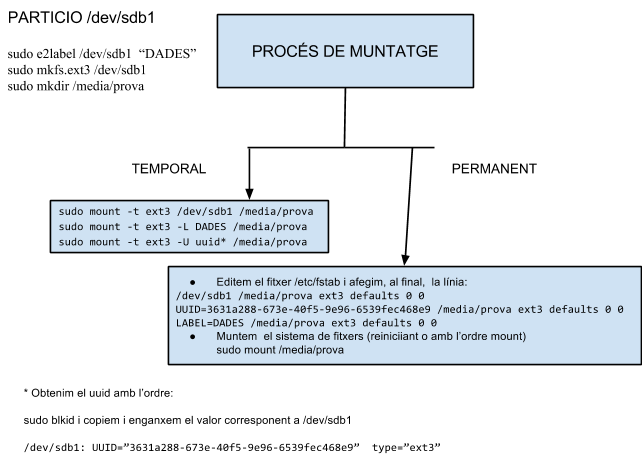 PARTICIO /dev/sdb1
sudo e2label /dev/sdb1 “DADES”
sudo mkfs.ext3 /dev/sdb1
sudo mkdir /media/prova
PROCÉS DE MUNTATGE
TEMPORAL
PERMANENT
sudo mount -t ext3 /dev/sdb1 /media/prova
sudo mount -t ext3 -L DADES /media/prova
sudo mount -t ext3 -U uuid* /media/prova
● Editem el fitxer /etc/fstab i afegim, al final, la línia:
/dev/sdb1 /media/prova ext3 defaults 0 0
UUID=3631a288-673e-40f5-9e96-6539fec468e9 /media/prova ext3 defaults 0 0
LABEL=DADES /media/prova ext3 defaults 0 0
● Muntem el sistema de fitxers (reiniciiant o amb l’ordre mount)
sudo mount /media/prova
* Obtenim el uuid amb l’ordre:
sudo blkid i copiem i enganxem el valor corresponent a /dev/sdb1
/dev/sdb1: UUID=”3631a288-673e-40f5-9e96-6539fec468e9” type=”ext3”